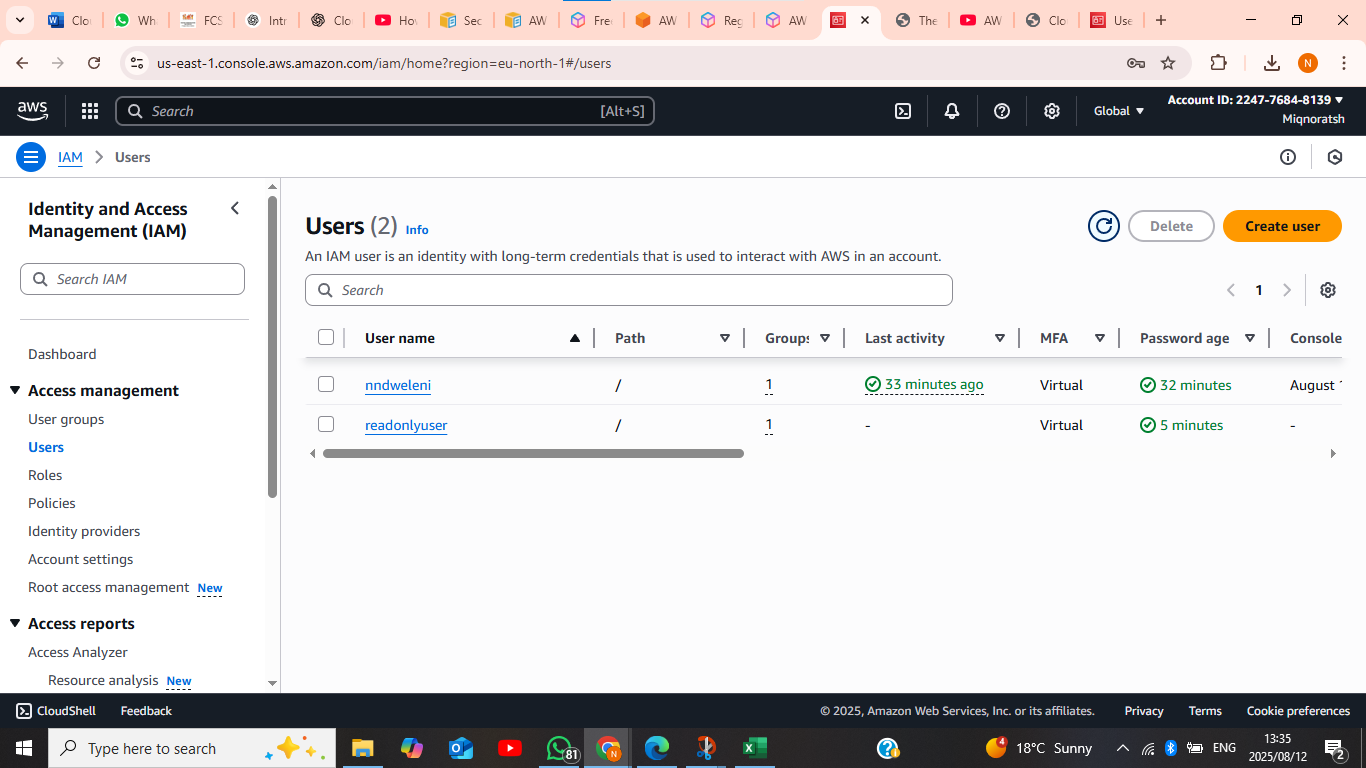 Cloud
Wha
FCS
Intr
Clo
Hov
Sec
AW
Free
AW
Reg
AW
The
AW
Clo
Use
us-east-1.console.aws.amazon.com/iam/home?region=eu-north-1#/users
N
aws
Search
[Alt+S]
Global
Account ID: 2247-7684-8139
Miqnoratsh
IAM
Users
Identity and Access
Management (IAM)
Search IAM
Dashboard
Access management
User groups
Users
Roles
Policies
Identity providers
Account settings
Root access management New
Access reports
Access Analyzer
Resource analysis New
Users (2) Info
Delete
Create user
An IAM user is an identity with long-term credentials that is used to interact with AWS in an account.
Search
1
User name Path Groups Last activity MFA Password age Console
nndweleni / 1 33 minutes ago Virtual 32 minutes August 1
readonlyuser / 1 - Virtual 5 minutes -
CloudShell Feedback
© 2025, Amazon Web Services, Inc. or its affiliates. Privacy Terms Cookie preferences
Type here to search
81
N
4
18°C Sunny
ENG
13:35
2025/08/12
2